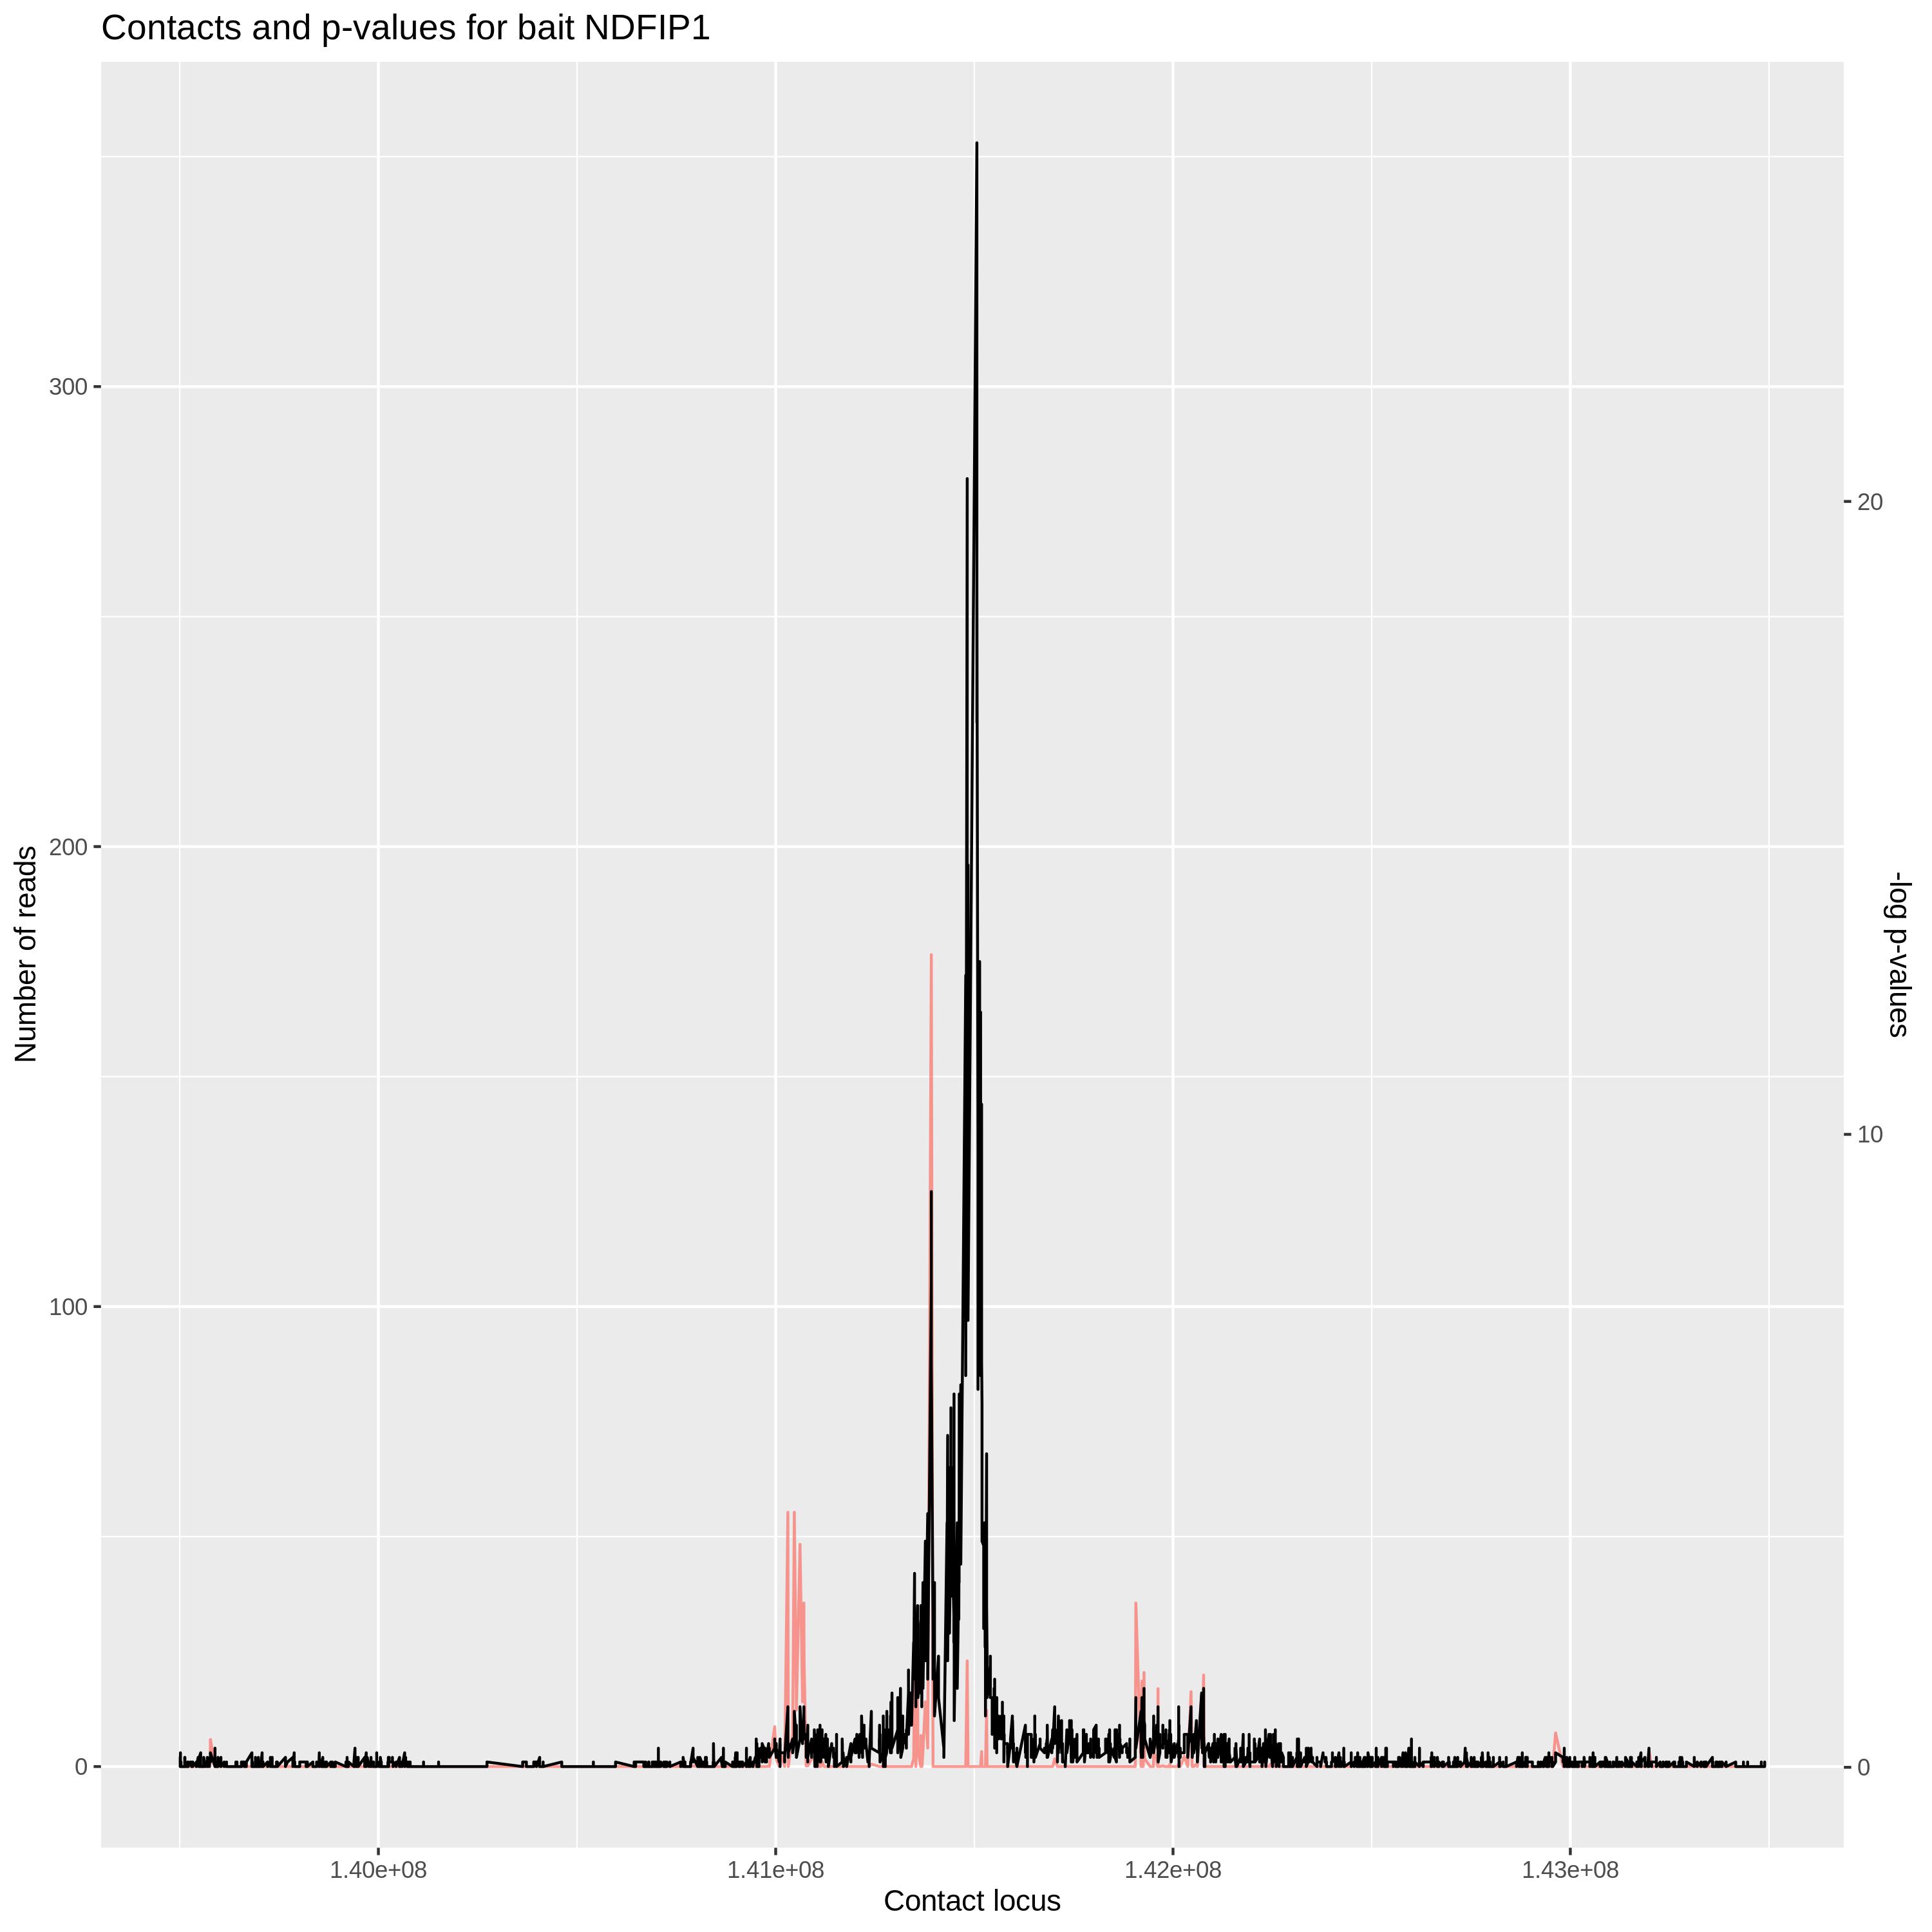 Contacts and p-values for bait NDFIP1
300
200
100
0
Number of reads
20
10
0
-log p-values
1.40e+08
1.41e+08
1.42e+08
1.43e+08
Contact locus